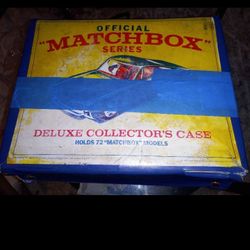 OFFICIAL
"MATCHBOX"
SERIES
DELUXE COLLECTOR'S CASE
HOLDS 72 "MATCHBOX" MODELS